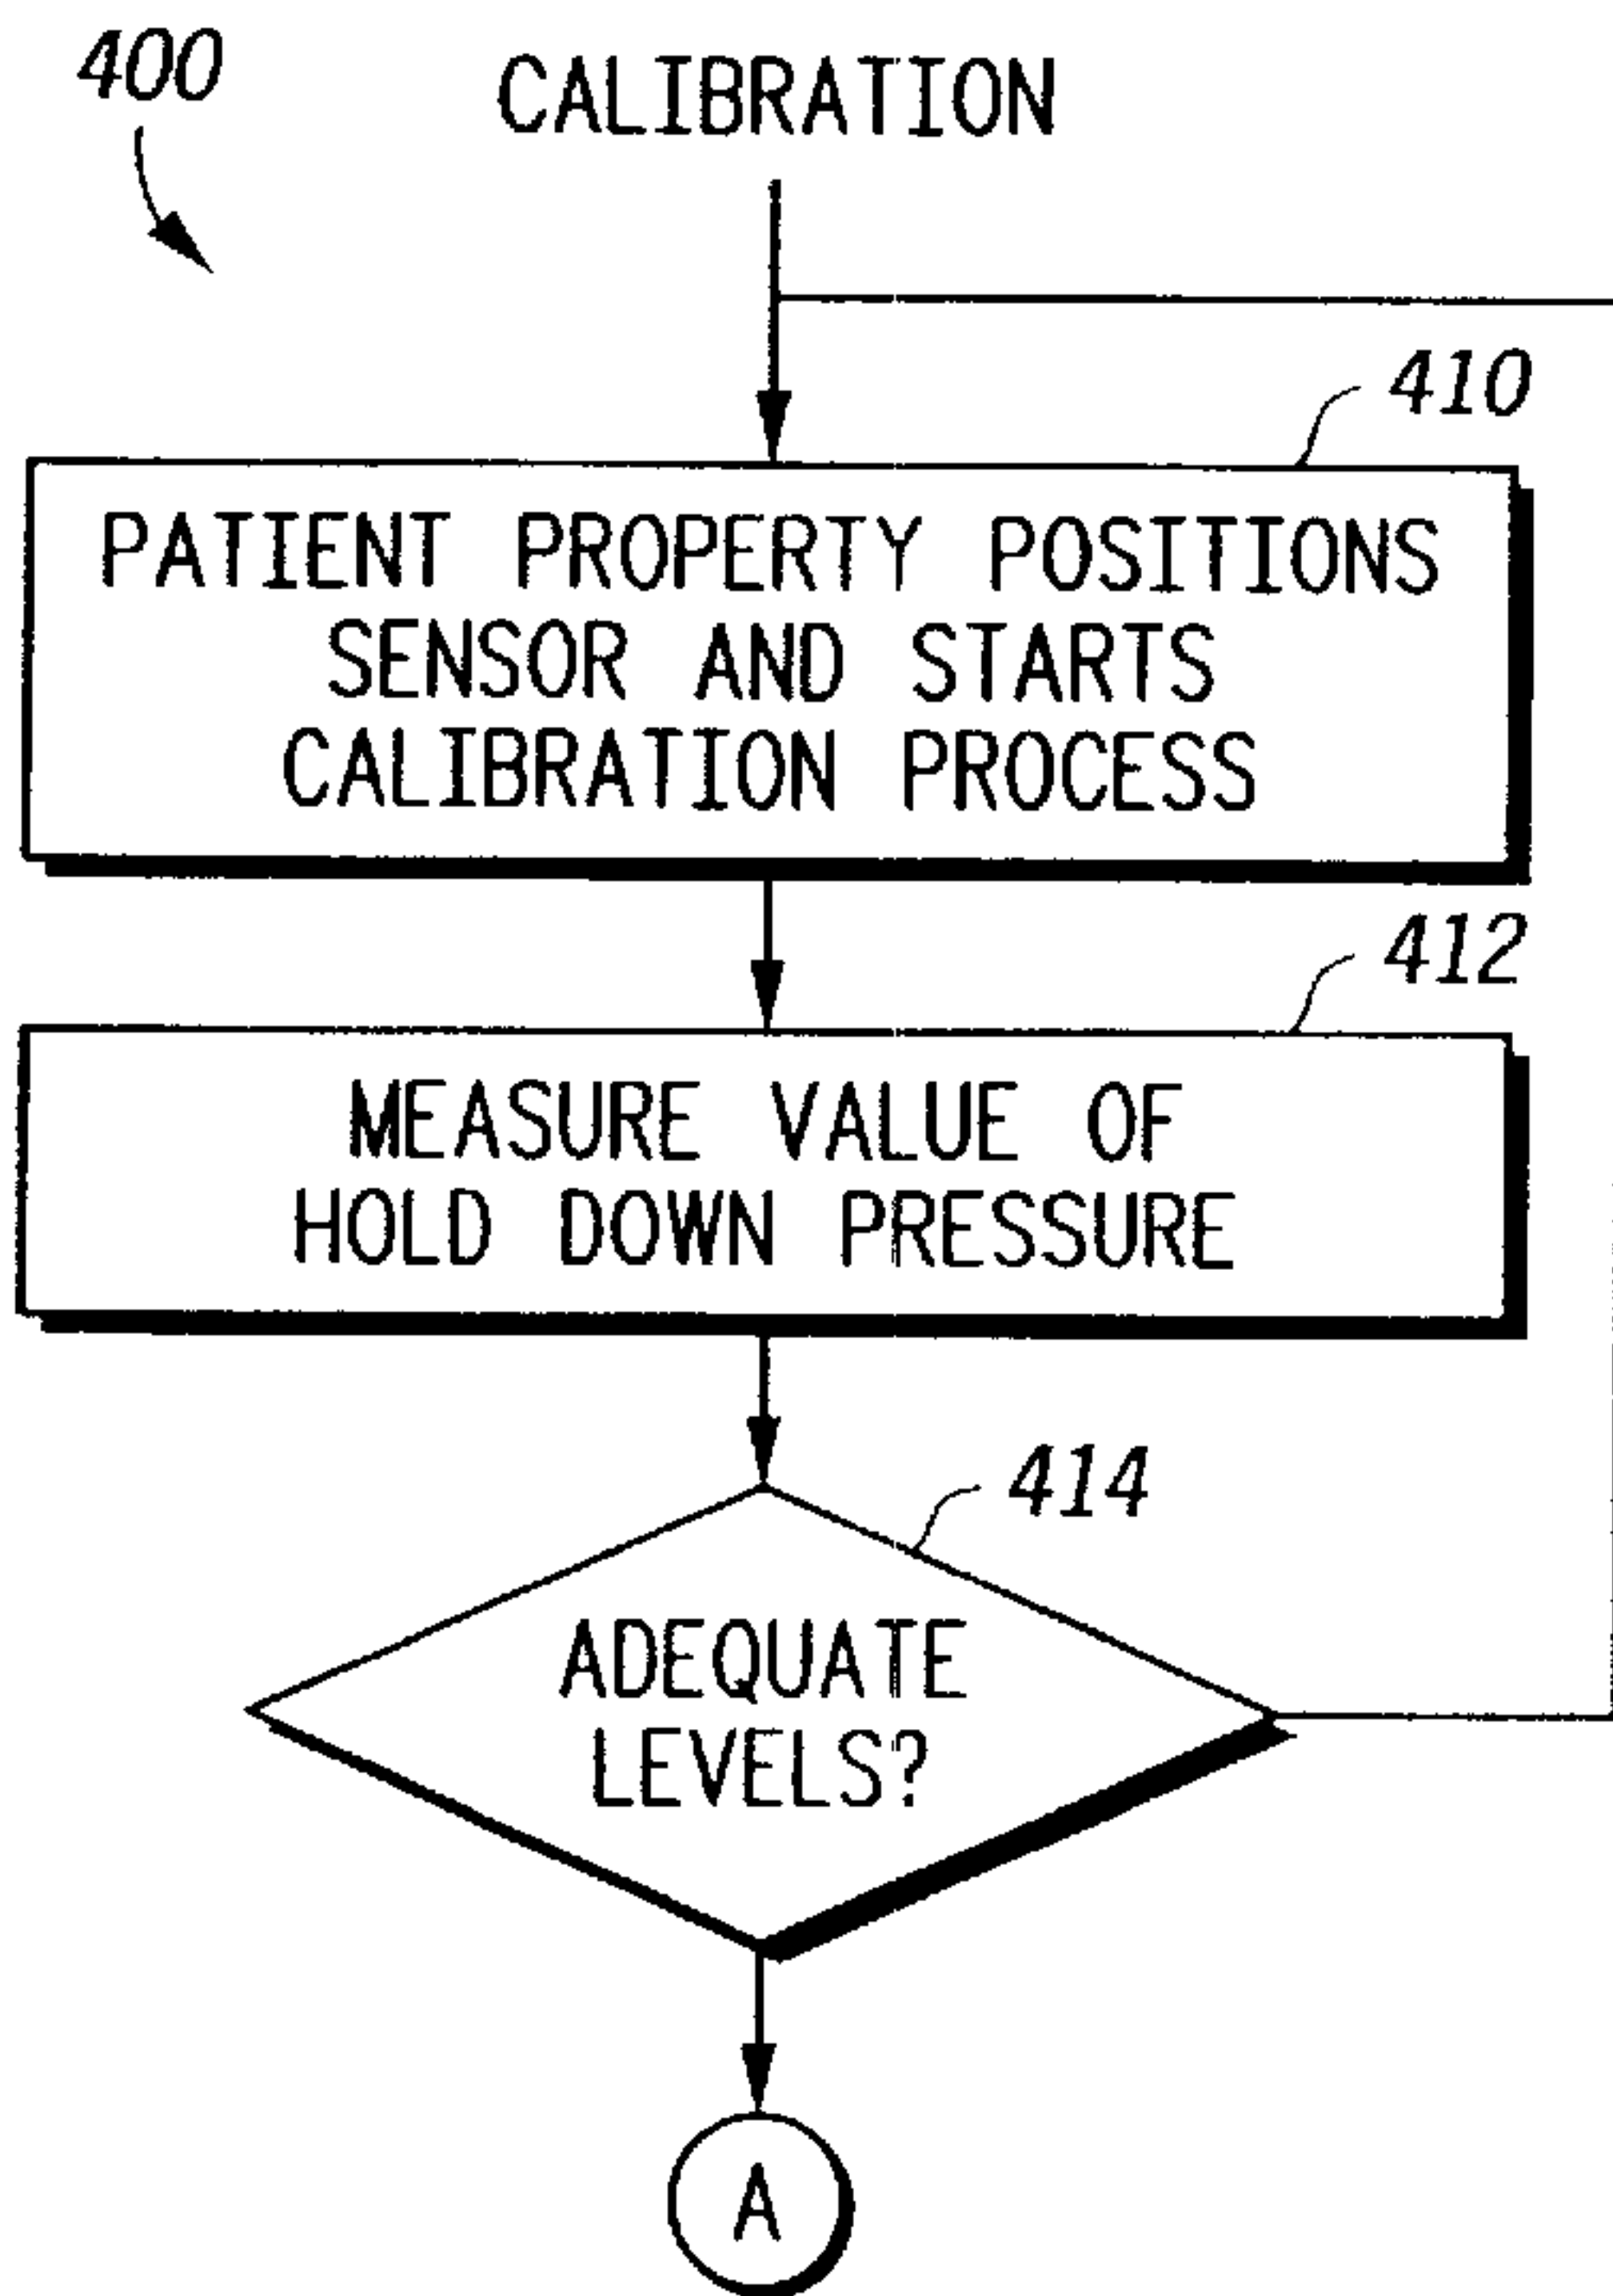 400
CALIBRATION
410
PATIENT PROPERTY POSITIONS
SENSOR AND STARTS
CALIBRATION PROCESS
412
MEASURE VALUE OF
HOLD DOWN PRESSURE
414
ADEQUATE
LEVELS?
A